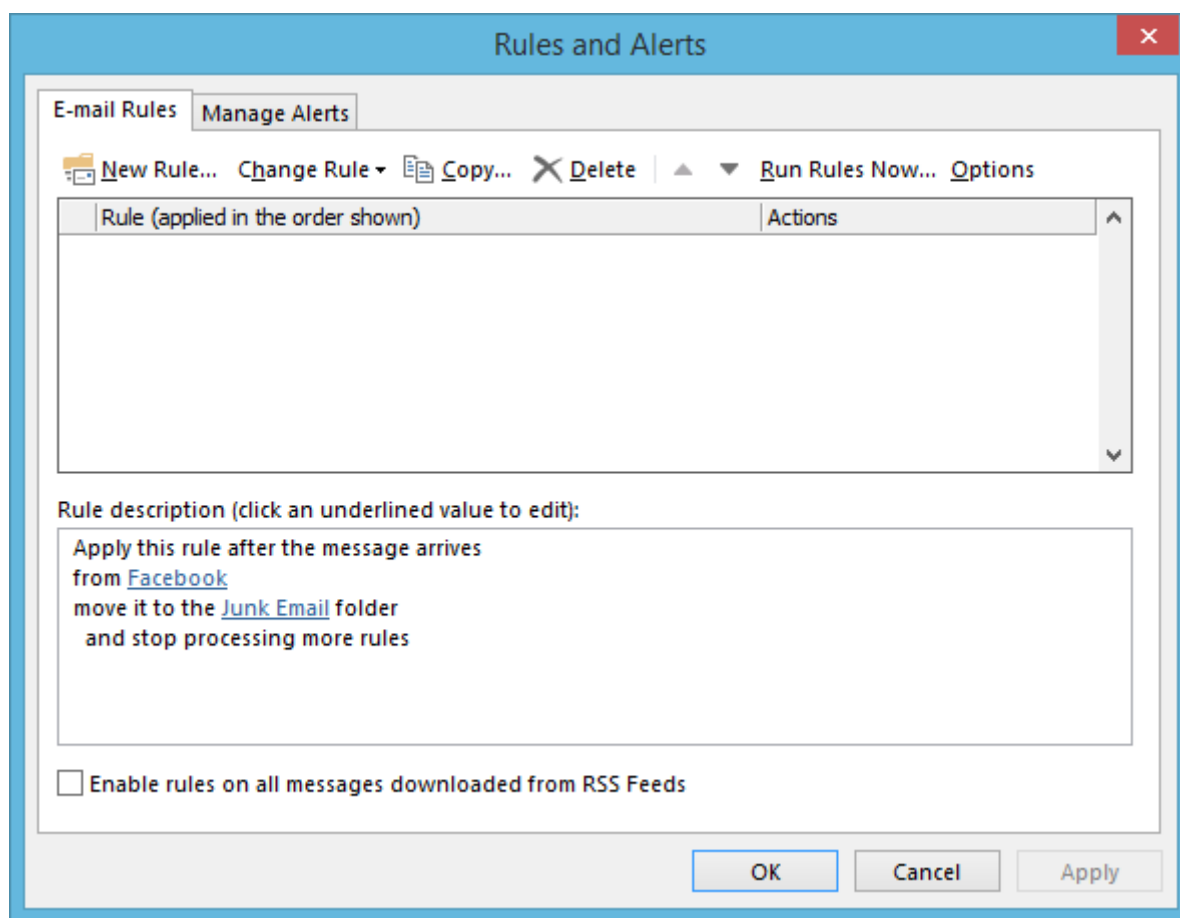 Rules and Alerts
E-mail Rules
Manage Alerts
New Rule... Change Rule Copy... Delete Run Rules Now... Options
Rule (applied in the order shown) Actions
Rule description (click an underlined value to edit):
Apply this rule after the message arrives
from Facebook
move it to the Junk Email folder
and stop processing more rules
Enable rules on all messages downloaded from RSS Feeds
OK Cancel Apply